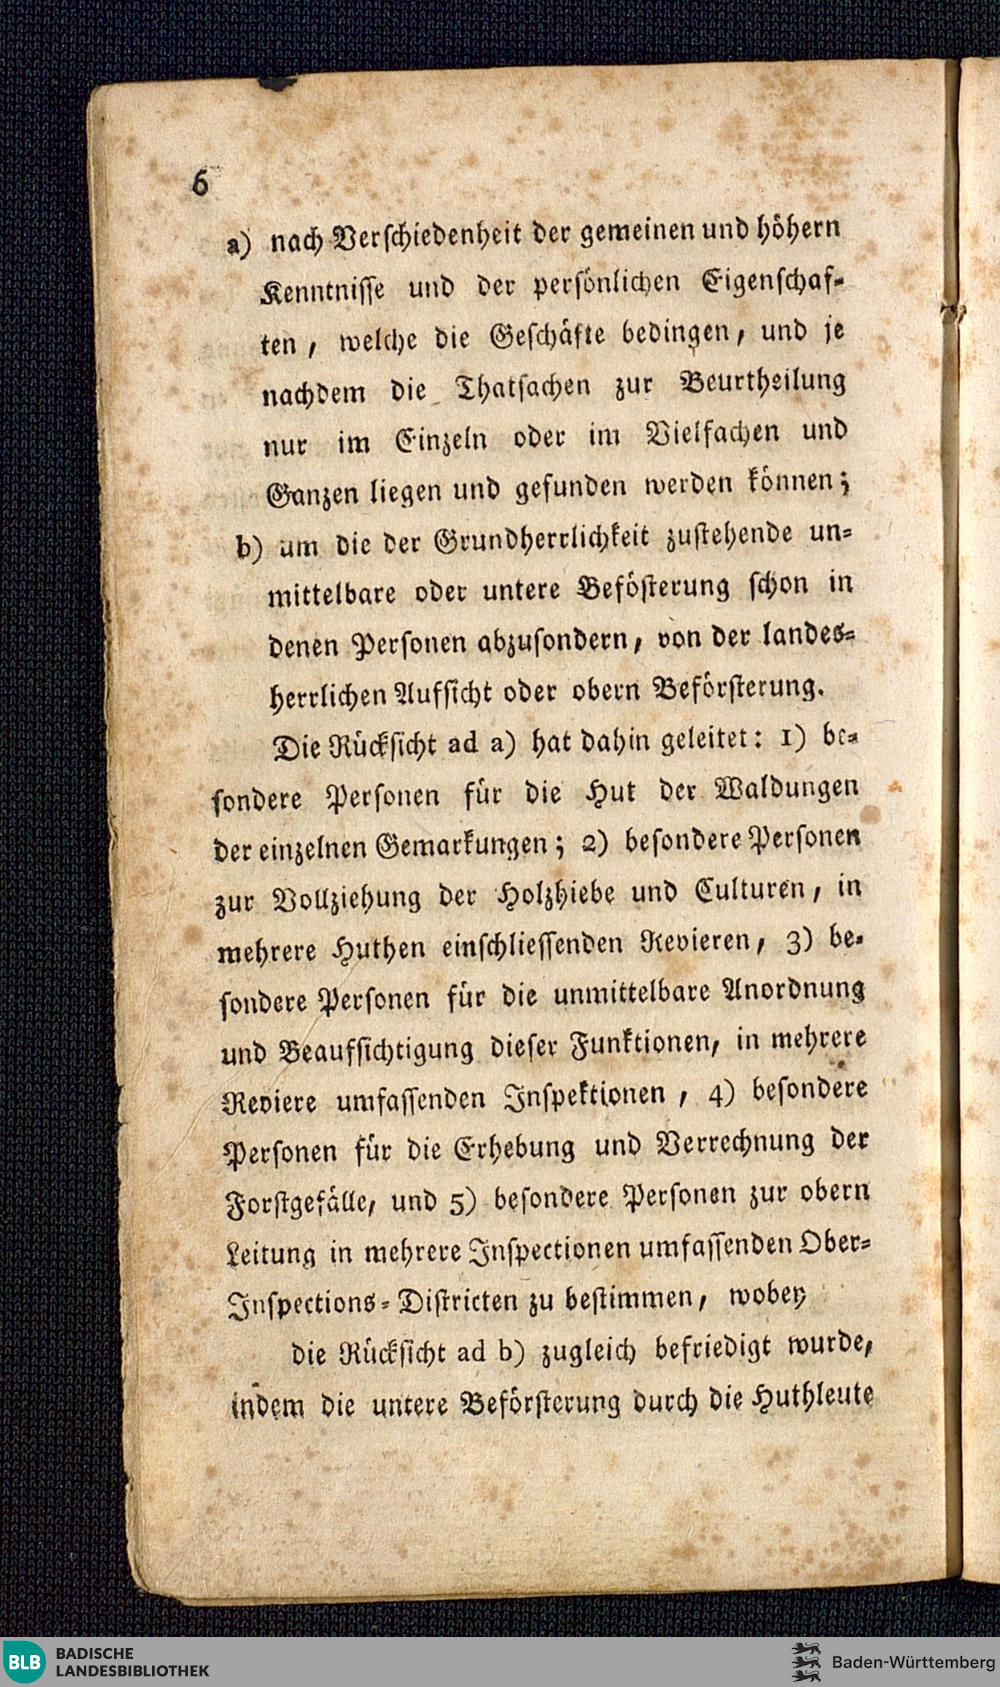 6
a) nach Verschiedenheit der gemeinen und höhern
Kenntnisse und der persönlichen Eigenschaf-
ten, welche die Geschäfte bedingen, und je
nachdem die Thatsachen zur Beurtheilung
nur im Einzeln oder im Vielfachen und
Ganzen liegen und gefunden werden können;
b) um die der Grundherrlichkeit zustehende un-
mittelbare oder untere Beförsterung schon in
denen Personen abzusondern, von der landes-
herrlichen Aufsicht oder obern Beförsterung.
Die Rücksicht ad a) hat dahin geleitet: 1) be-
sondere Personen für die Hut der Waldungen
der einzelnen Gemarkungen; 2) besondere Personen
zur Vollziehung der Holzhiebe und Culturen, in
mehrere Huthen einschliessenden Revieren, 3) be-
sondere Personen für die unmittelbare Anordnung
und Beaufsichtigung dieser Funktionen, in mehrere
Reviere umfassenden Inspektionen, 4) besondere
Personen für die Erhebung und Verrechnung der
Forstgefälle, und 5) besondere Personen zur obern
Leitung in mehrere Inspectionen umfassenden Ober-
Inspections-Districten zu bestimmen, wobey
die Rücksicht ad b) zugleich befriedigt wurde,
indem die untere Beförsterung durch die Huthleute
BLB BADISCHE
LANDESBIBLIOTHEK
Baden-Württemberg